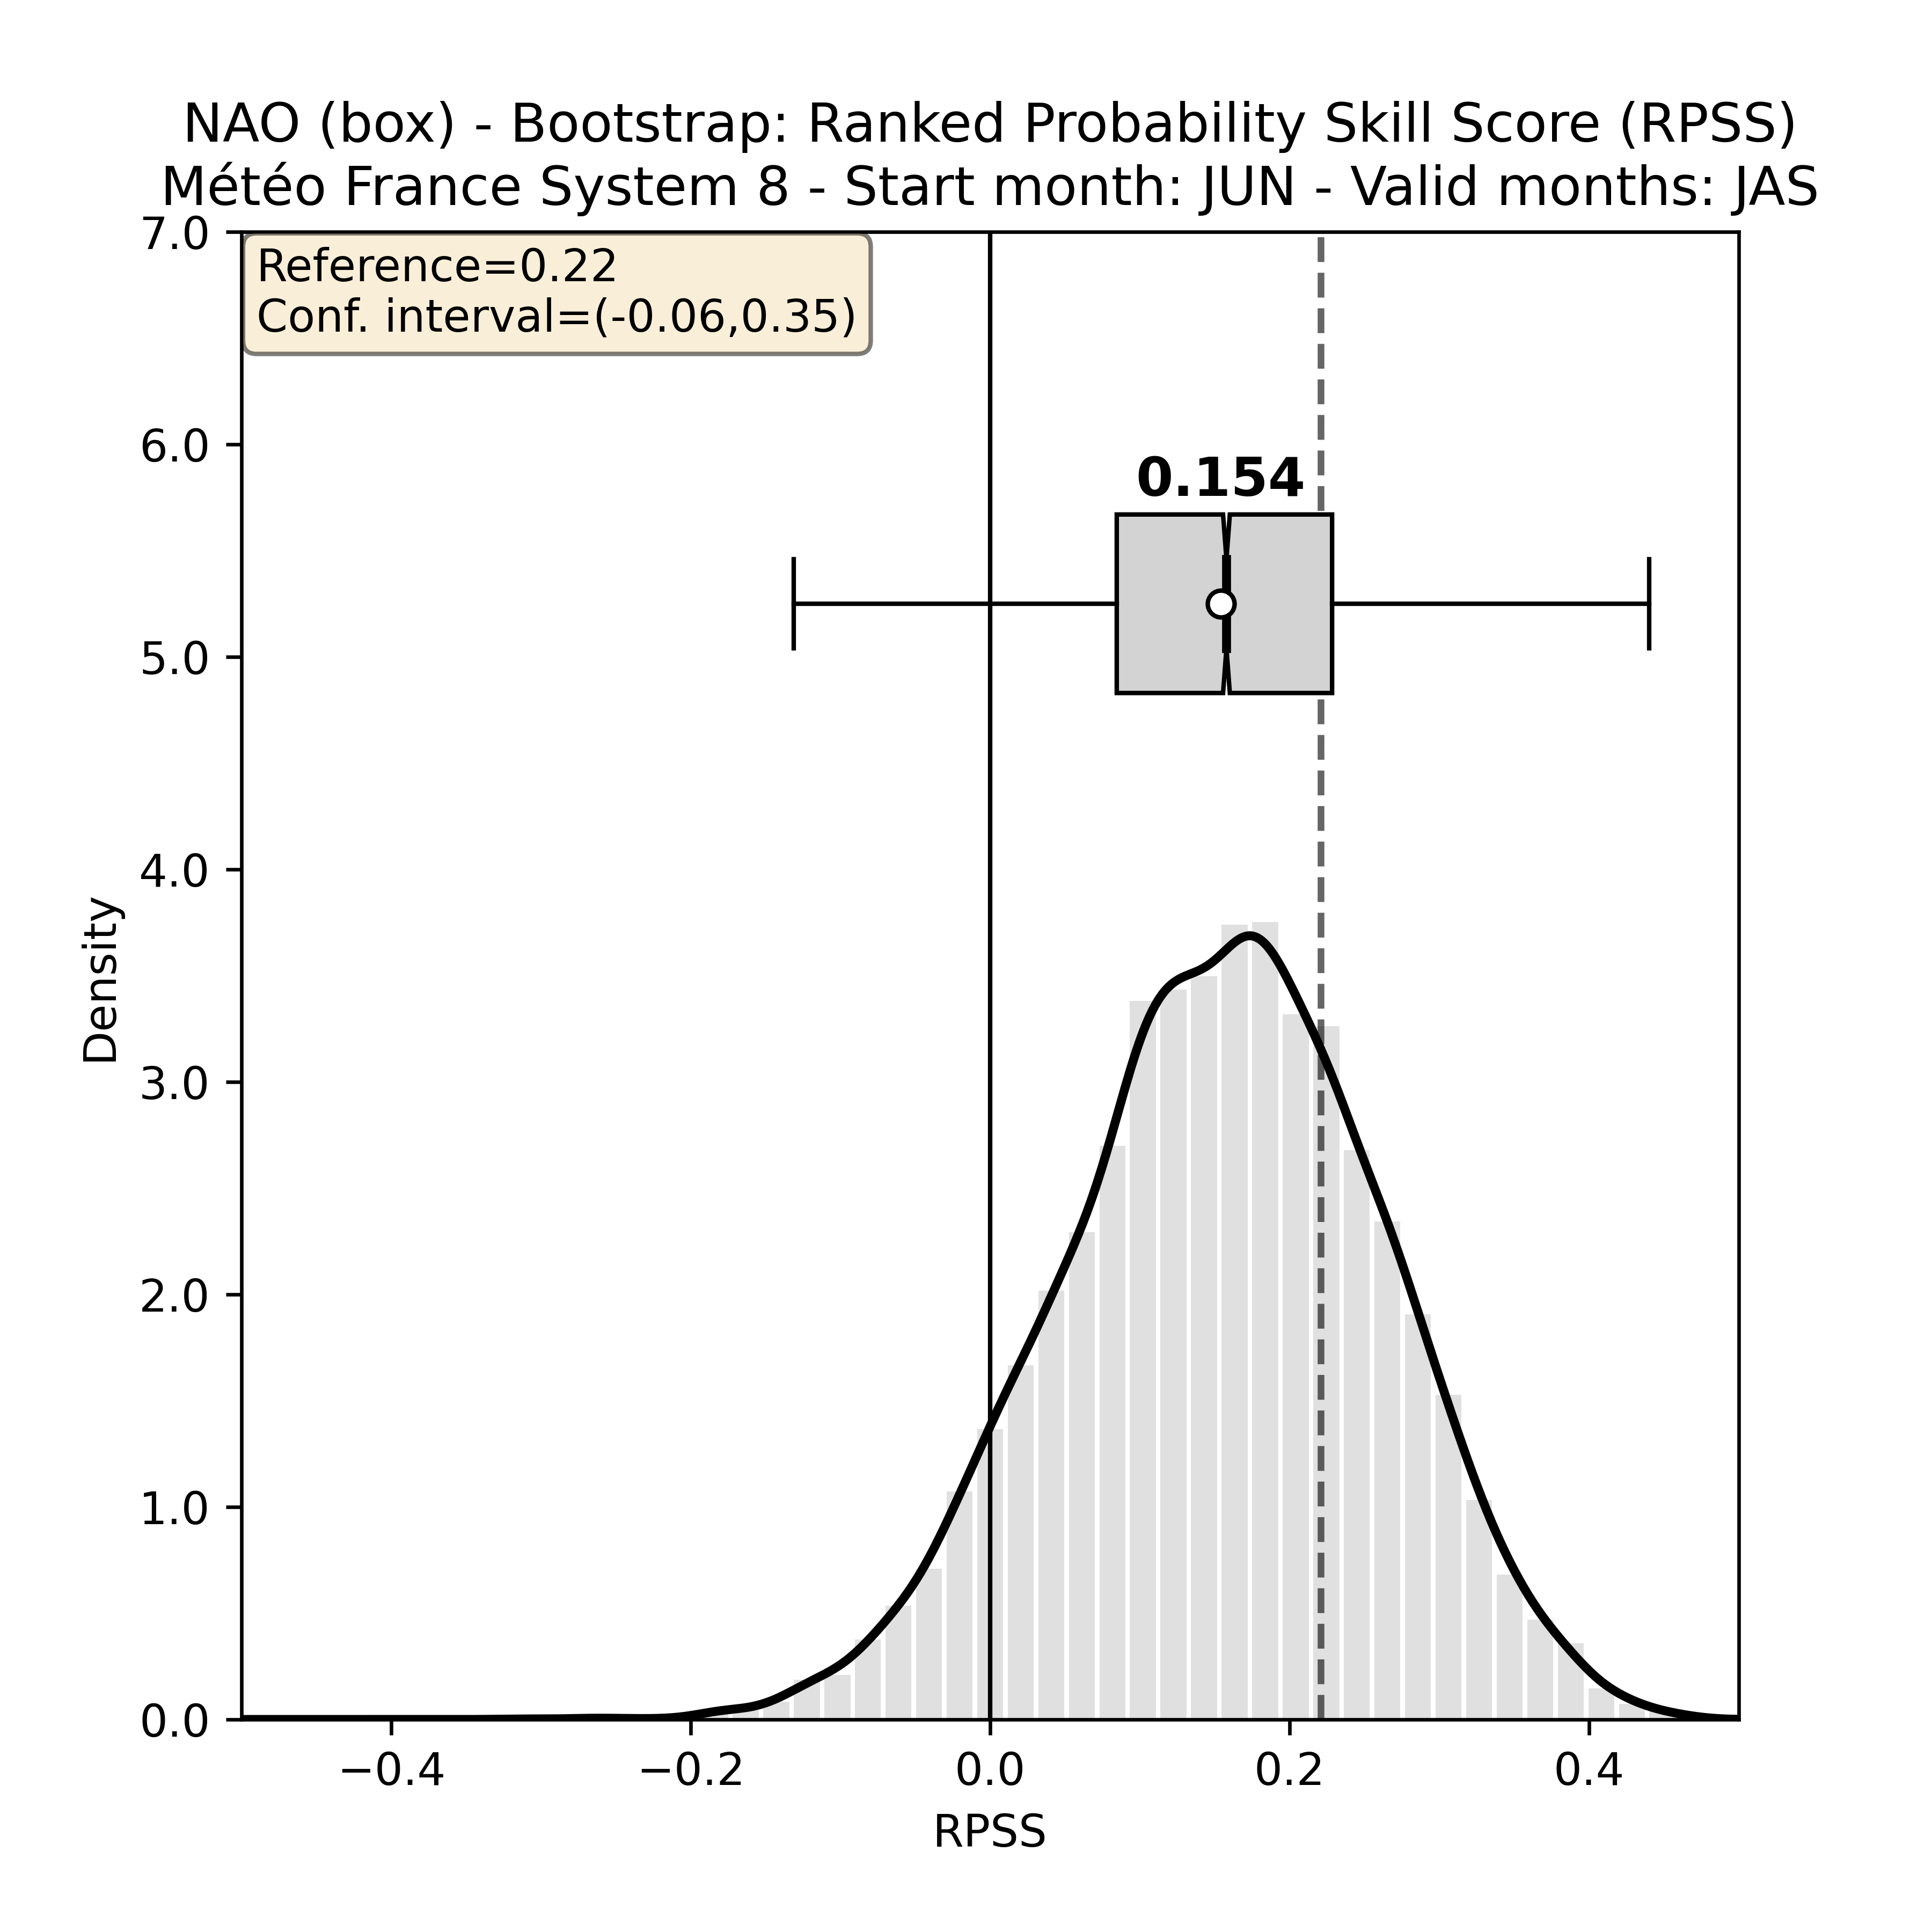 NAO (box) - Bootstrap: Ranked Probability Skill Score (RPSS)
Météo France System 8 - Start month: JUN - Valid months: JAS
Reference=0.22
Conf. interval=(-0.06,0.35)
0.154
7.0
6.0
5.0
4.0
3.0
2.0
1.0
0.0
Density
−0.4 −0.2 0.0 0.2 0.4
RPSS